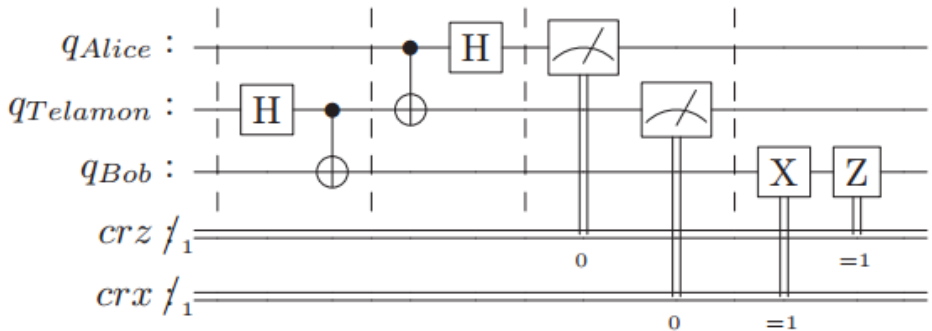 q_Alice : H
q_Telamon : H
q_Bob : X Z
crz : 1
0 =1
crx : 1
0 =1